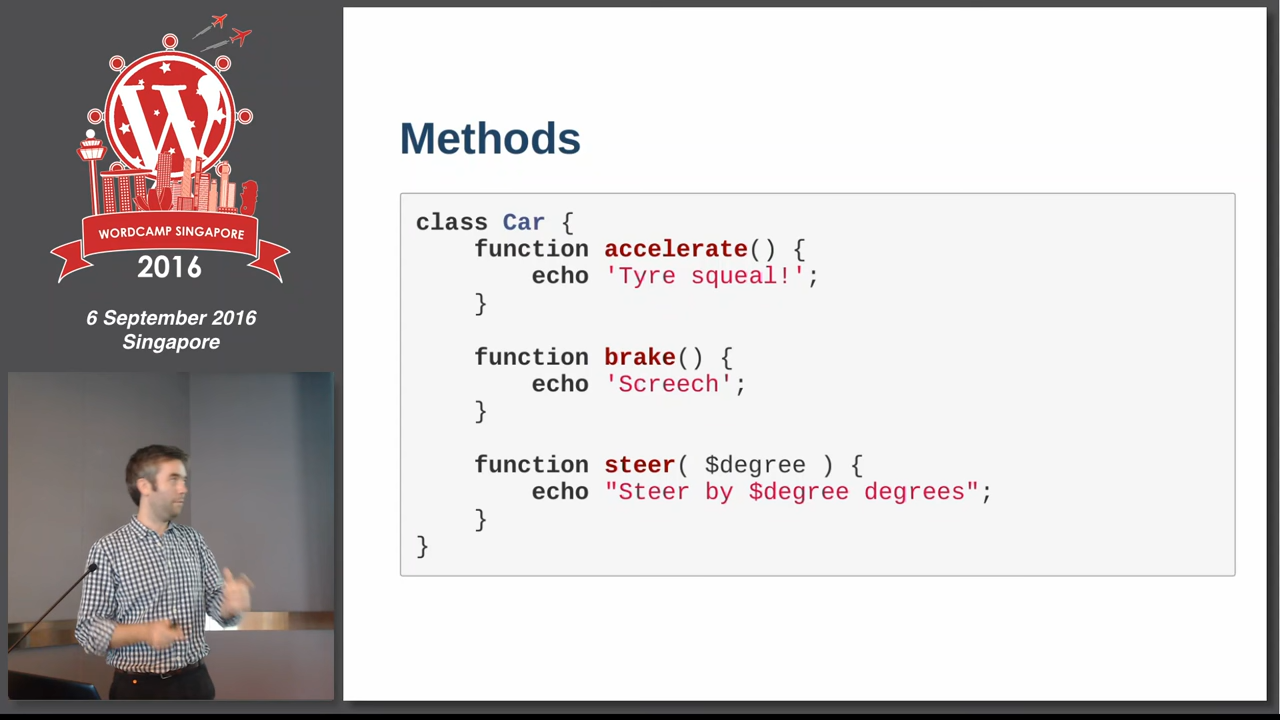 W
WORDCAMP SINGAPORE
2016
6 September 2016
Singapore
Methods
class Car {
    function accelerate() {
        echo 'Tyre squeal!';
    }

    function brake() {
        echo 'Screech';
    }

    function steer( $degree ) {
        echo "Steer by $degree degrees";
    }
}